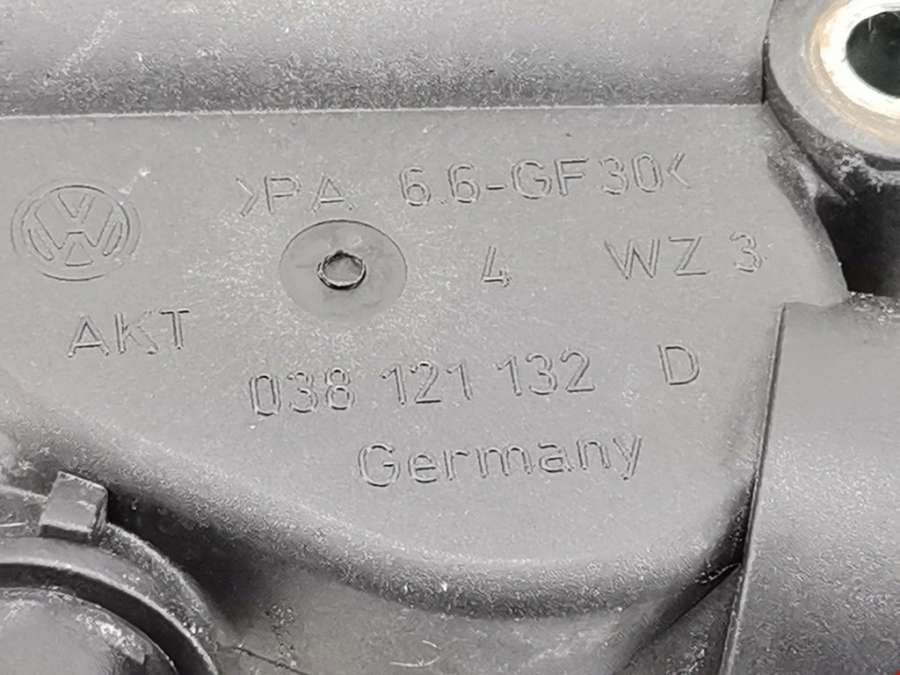 >PA 6.6-GF30<
4 WZ 3
AKT
038 121 132 D
Germany